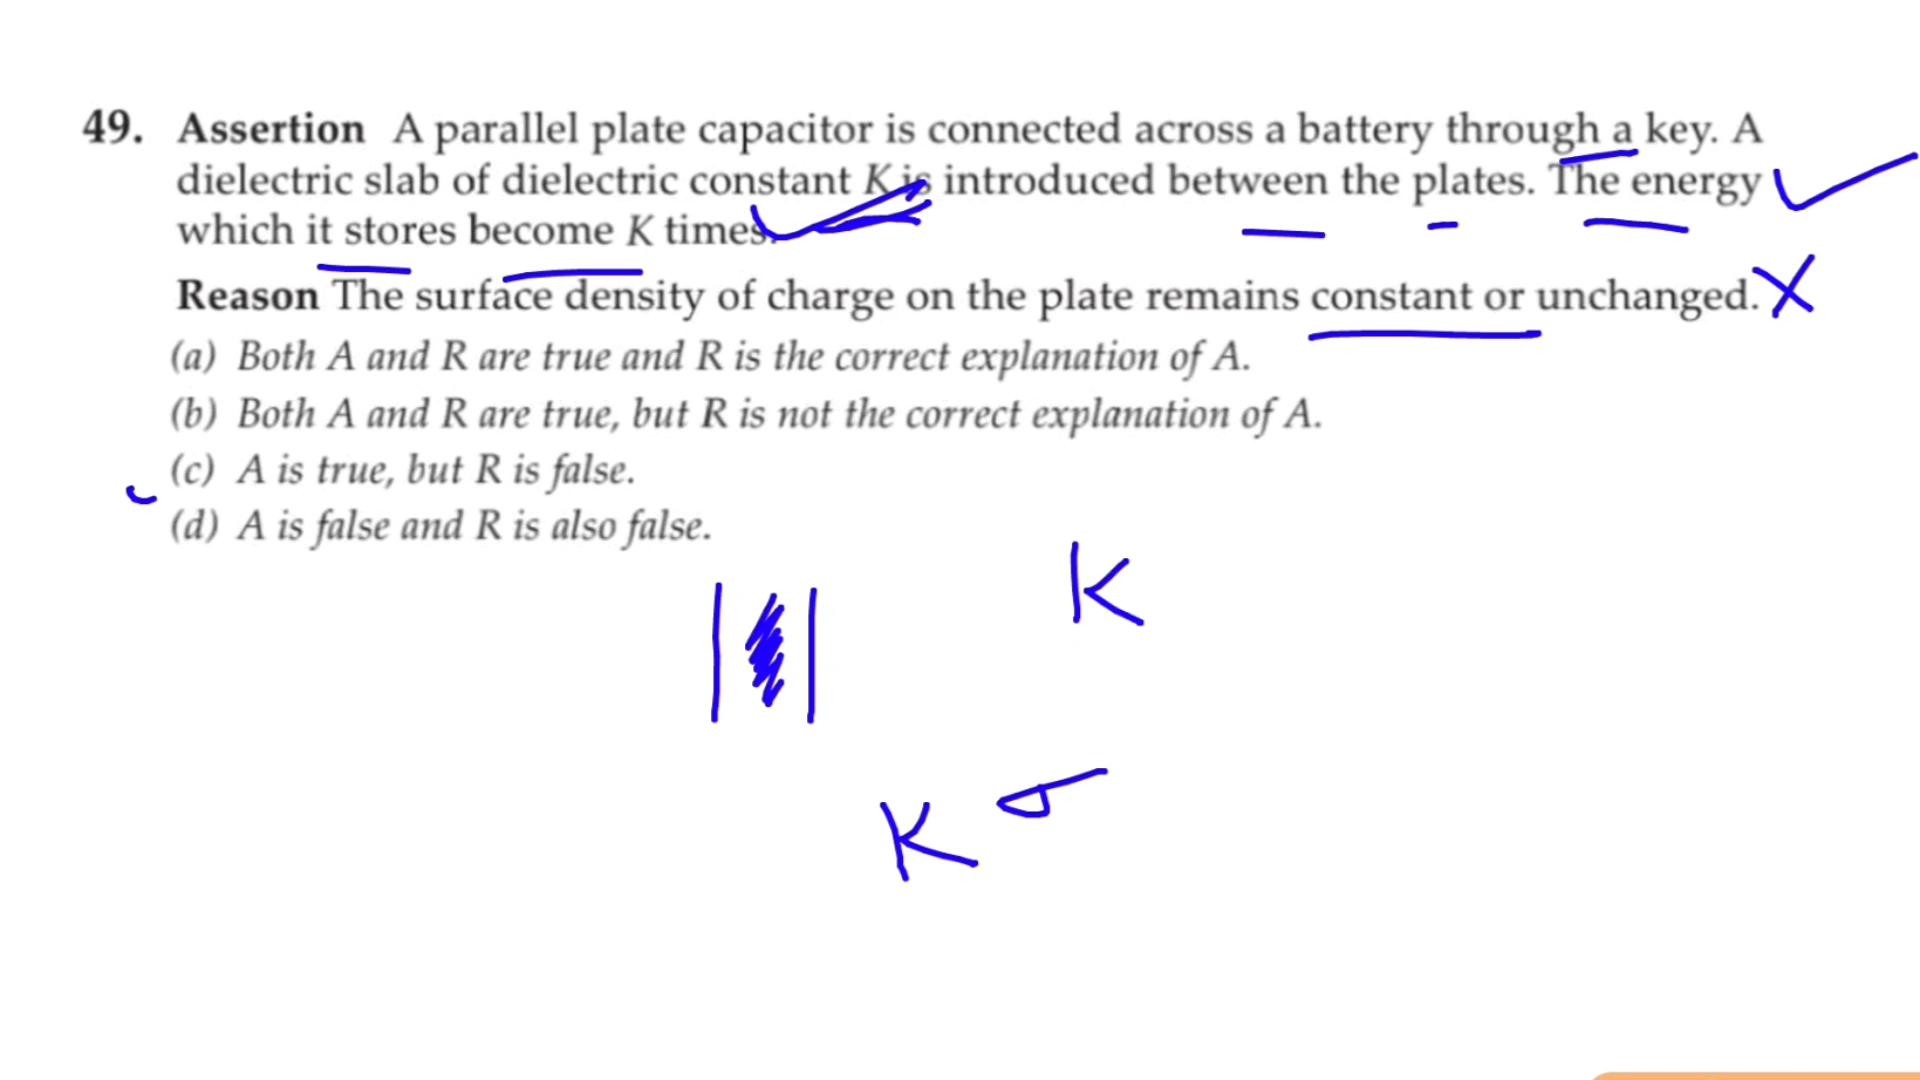 49. Assertion A parallel plate capacitor is connected across a battery through a key. A
dielectric slab of dielectric constant K is introduced between the plates. The energy
which it stores become K times.
Reason The surface density of charge on the plate remains constant or unchanged.
(a) Both A and R are true and R is the correct explanation of A.
(b) Both A and R are true, but R is not the correct explanation of A.
(c) A is true, but R is false.
(d) A is false and R is also false.
K
K σ